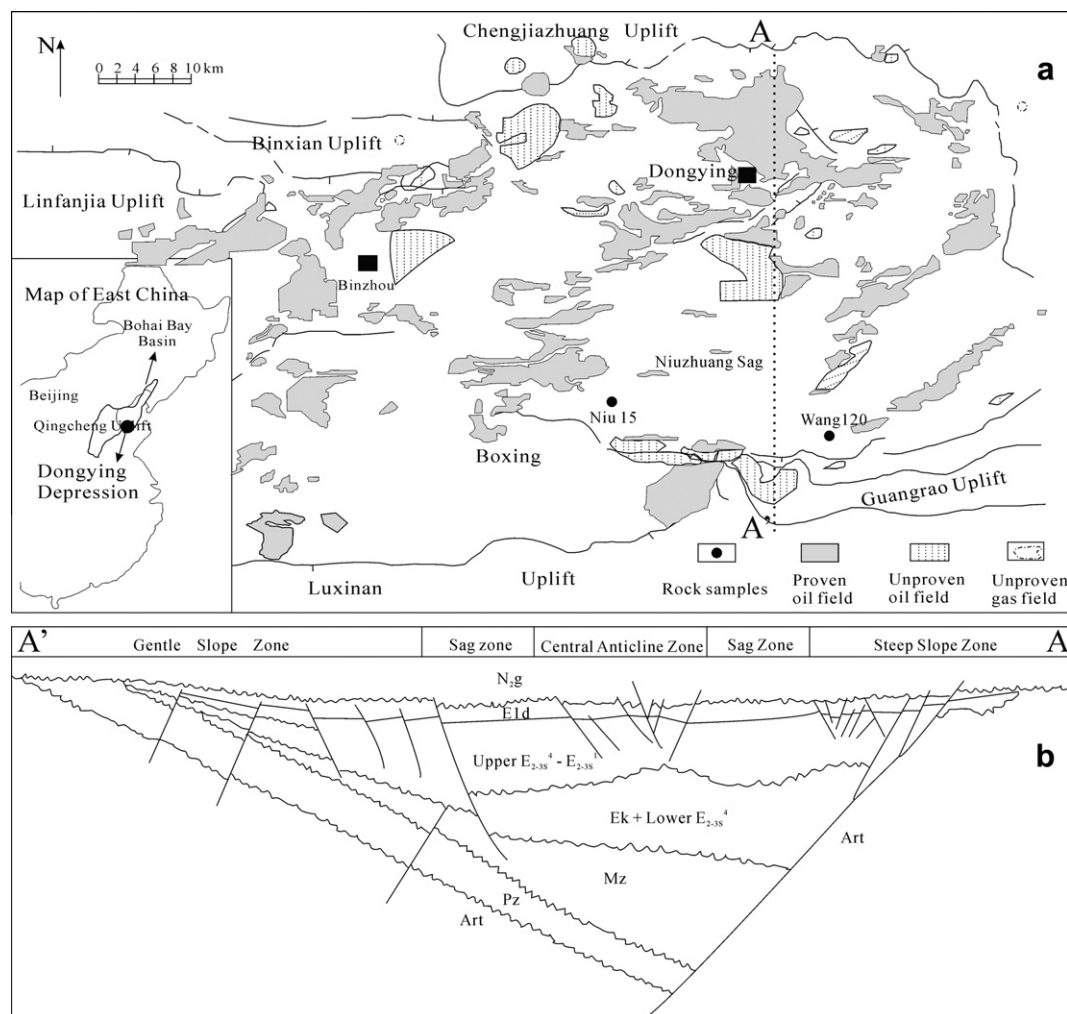 a
N
0 2 4 6 8 10 km
Chengjiazhuang Uplift
A
Binxian Uplift
Dongying
Linfanjia Uplift
Binzhou
Map of East China
Bohai Bay
Basin
Beijing
Qingcheng Uplift
Dongying
Depression
Niuzhuang Sag
Niu 15
Wang120
Boxing
Guangrao Uplift
A'
Luxinan Uplift
Rock samples
Proven
oil field
Unproven
oil field
Unproven
gas field
A' Gentle Slope Zone Sag zone Central Anticline Zone Sag Zone Steep Slope Zone A
N₂g
E1d
b
Upper E₂₋₃s⁴ - E₂₋₃s¹
Ek + Lower E₂₋₃s⁴
Art
Mz
Pz
Art